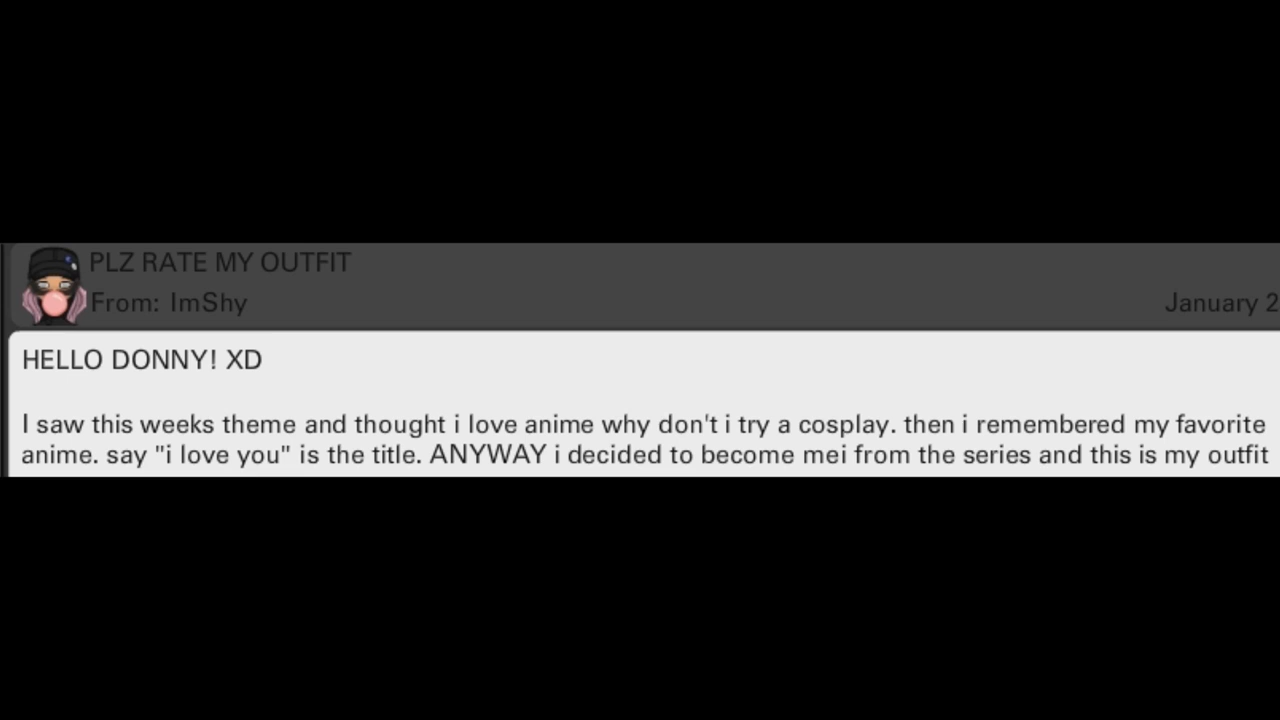 PLZ RATE MY OUTFIT
From: ImShy
January 2
HELLO DONNY! XD
I saw this weeks theme and thought i love anime why don't i try a cosplay. then i remembered my favorite
anime. say "i love you" is the title. ANYWAY i decided to become mei from the series and this is my outfit